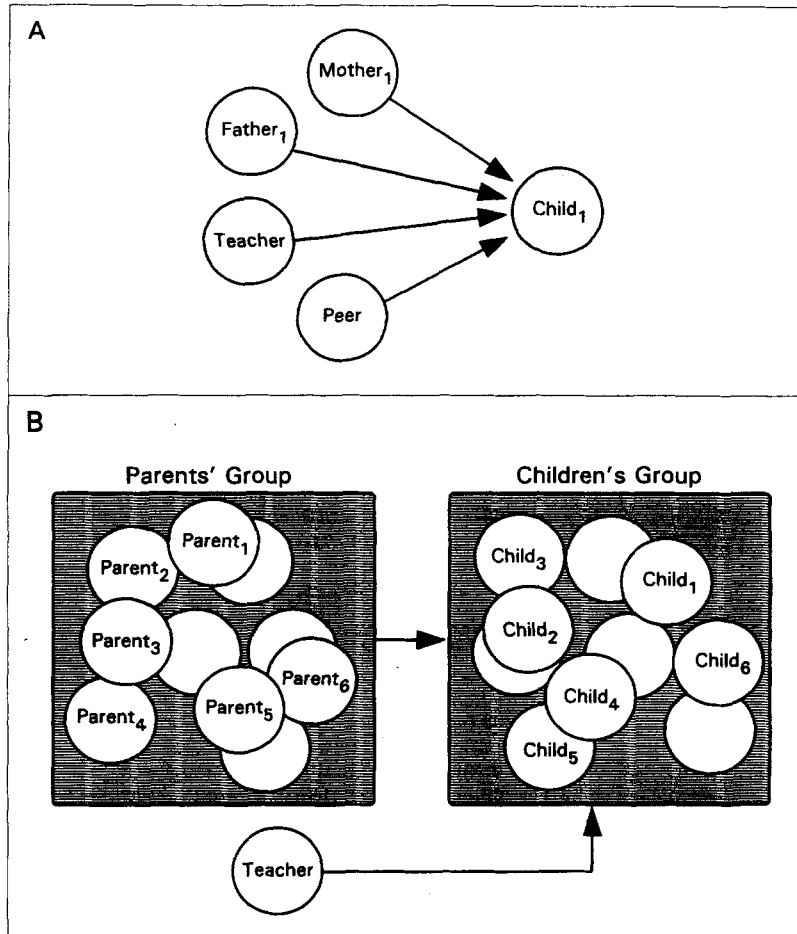 A
Mother₁
Father₁
Child₁
Teacher
Peer
B
Parents' Group
Children's Group
Parent₁
Parent₂
Parent₃
Parent₄
Parent₅
Parent₆
Child₃
Child₁
Child₂
Child₆
Child₄
Child₅
Teacher